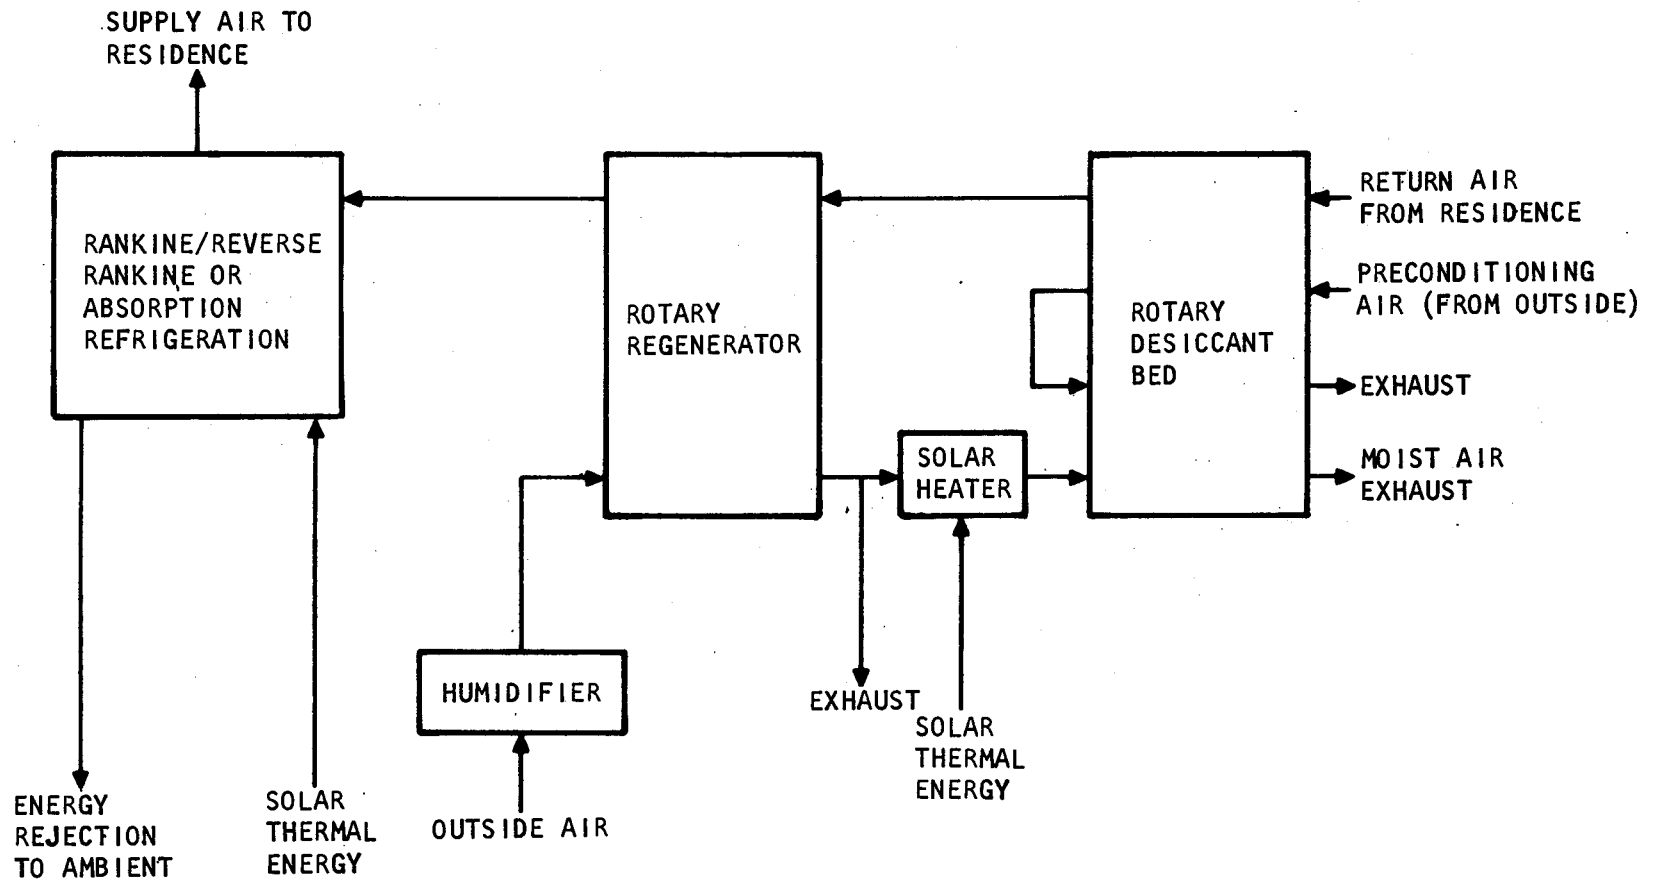 SUPPLY AIR TO
RESIDENCE
RANKINE/REVERSE
RANKINE OR
ABSORPTION
REFRIGERATION
ROTARY
REGENERATOR
ROTARY
DESICCANT
BED
RETURN AIR
FROM RESIDENCE
PRECONDITIONING
AIR (FROM OUTSIDE)
EXHAUST
MOIST AIR
EXHAUST
SOLAR
HEATER
HUMIDIFIER
EXHAUST
SOLAR
THERMAL
ENERGY
ENERGY
REJECTION
TO AMBIENT
SOLAR
THERMAL
ENERGY
OUTSIDE AIR